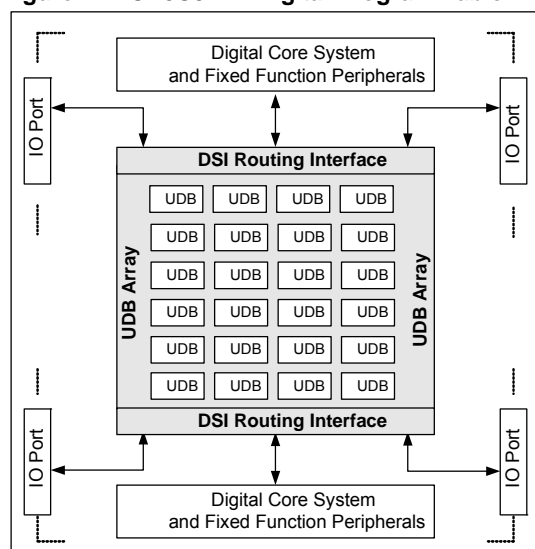 Digital Core System
and Fixed Function Peripherals
IO Port
IO Port
DSI Routing Interface
UDB UDB UDB UDB
UDB UDB UDB UDB
UDB UDB UDB UDB
UDB UDB UDB UDB
UDB UDB UDB UDB
UDB UDB UDB UDB
UDB Array
UDB Array
DSI Routing Interface
IO Port
IO Port
Digital Core System
and Fixed Function Peripherals